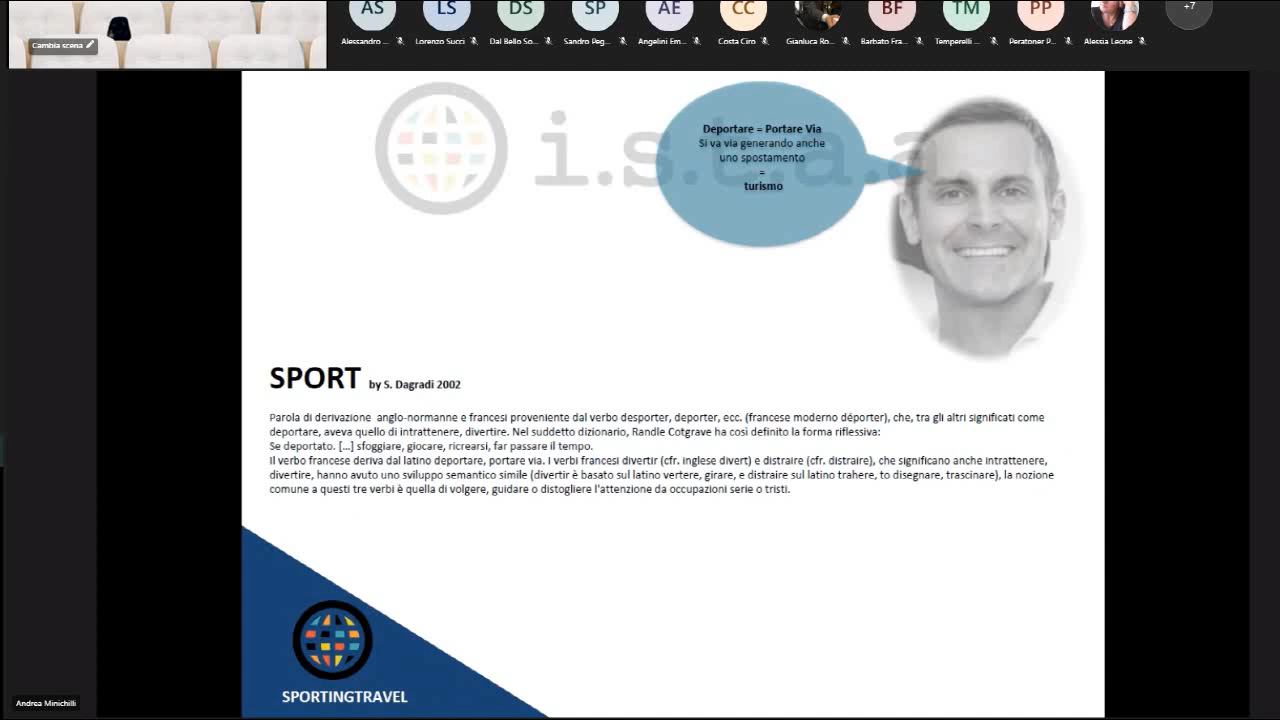 AS LS DS SP AE CC BF TM PP +7
Cambia scena
Alessandro ... Lorenzo Succi Dal Bello So... Sandro Peg... Angelini Em... Costa Ciro Gianluca Ro... Barbato Fra... Temperelli ... Peratoner P... Alessia Leone
i.s.t.a.a
Deportare = Portare Via
Si va via generando anche
uno spostamento
=
turismo
SPORT by S. Dagradi 2002
Parola di derivazione anglo-normanne e francesi proveniente dal verbo desporter, deporter, ecc. (francese moderno déporter), che, tra gli altri significati come
deportare, aveva quello di intrattenere, divertire. Nel suddetto dizionario, Randle Cotgrave ha così definito la forma riflessiva:
Se deportato. [...] sfoggiare, giocare, ricrearsi, far passare il tempo.
Il verbo francese deriva dal latino deportare, portare via. I verbi francesi divertir (cfr. inglese divert) e distraire (cfr. distraire), che significano anche intrattenere,
divertire, hanno avuto uno sviluppo semantico simile (divertir è basato sul latino vertere, girare, e distraire sul latino trahere, to disegnare, trascinare), la nozione
comune a questi tre verbi è quella di volgere, guidare o distogliere l'attenzione da occupazioni serie o tristi.
SPORTINGTRAVEL
Andrea Minichilli